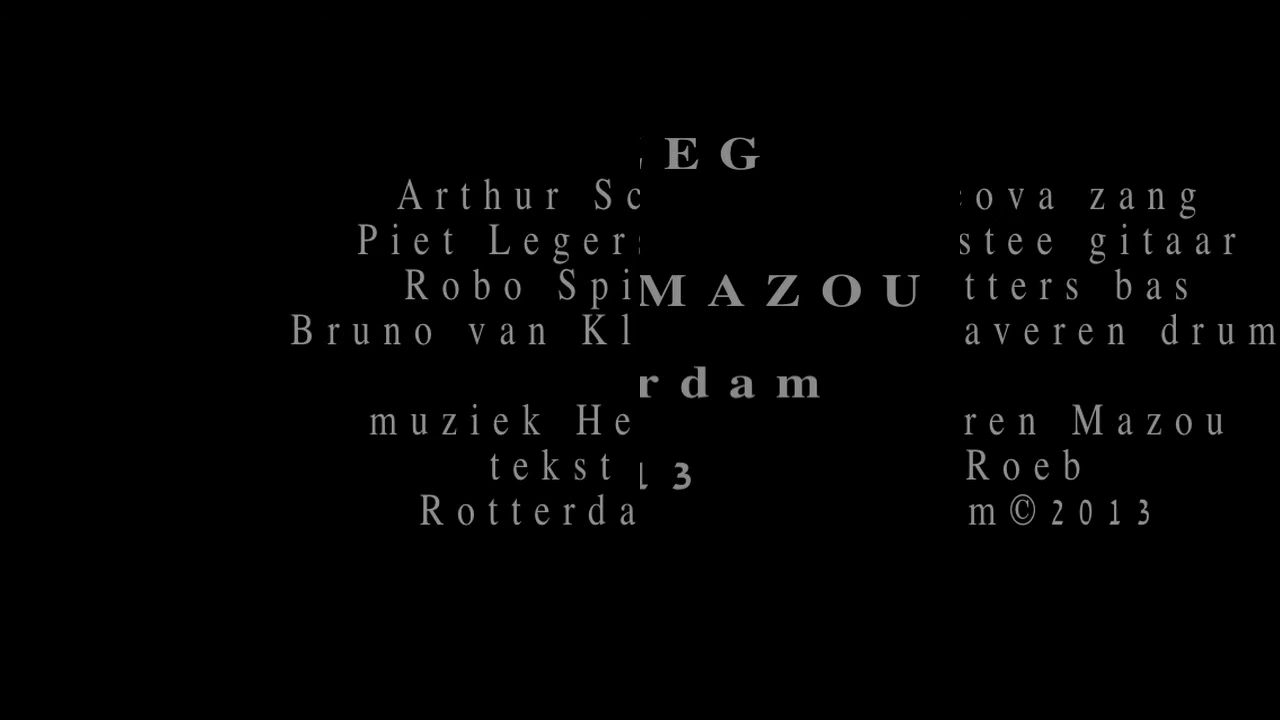 EG
Arthur Sc ova zang
Piet Leger stee gitaar
Robo Spi MAZOU tters bas
Bruno van Kl averen drum
rdam
muziek He ren Mazou
tekst 13 Roeb
Rotterda m©2013